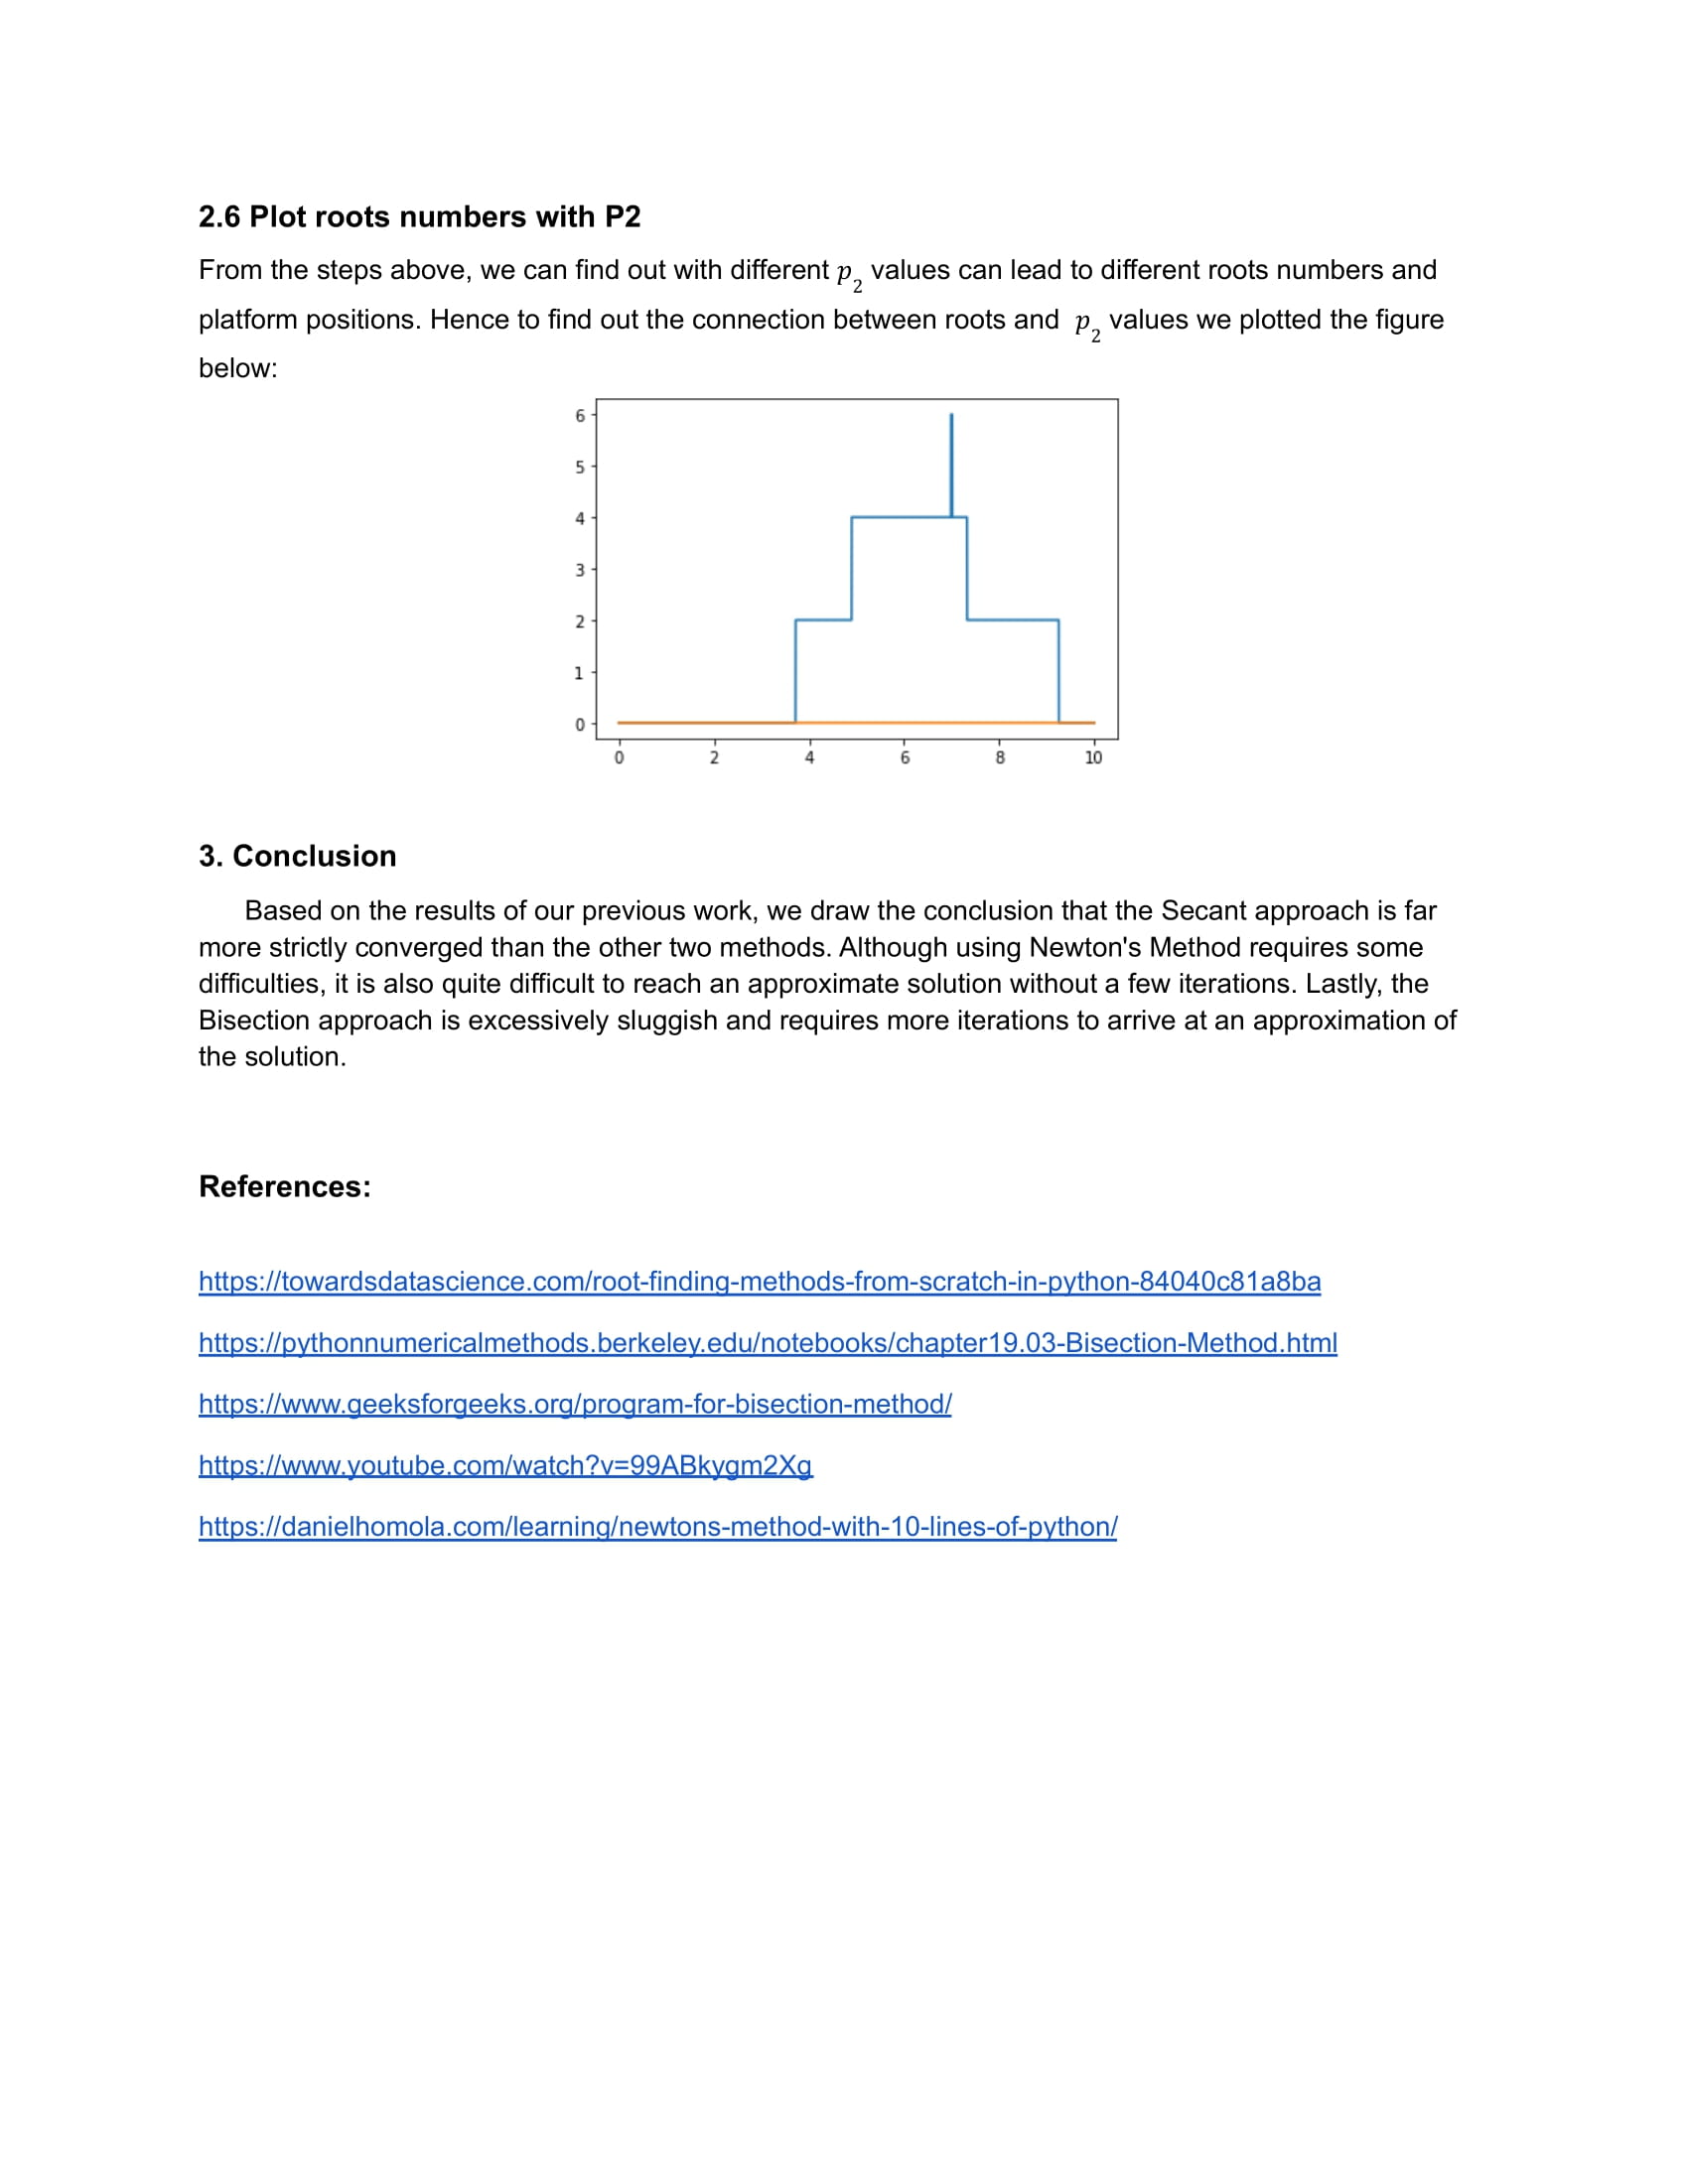 2.6 Plot roots numbers with P2
From the steps above, we can find out with different p2 values can lead to different roots numbers and
platform positions. Hence to find out the connection between roots and p2 values we plotted the figure
below:
6
5
4
3
2
1
0
0 2 4 6 8 10
3. Conclusion
Based on the results of our previous work, we draw the conclusion that the Secant approach is far
more strictly converged than the other two methods. Although using Newton's Method requires some
difficulties, it is also quite difficult to reach an approximate solution without a few iterations. Lastly, the
Bisection approach is excessively sluggish and requires more iterations to arrive at an approximation of
the solution.
References:
https://towardsdatascience.com/root-finding-methods-from-scratch-in-python-84040c81a8ba
https://pythonnumericalmethods.berkeley.edu/notebooks/chapter19.03-Bisection-Method.html
https://www.geeksforgeeks.org/program-for-bisection-method/
https://www.youtube.com/watch?v=99ABkygm2Xg
https://danielhomola.com/learning/newtons-method-with-10-lines-of-python/